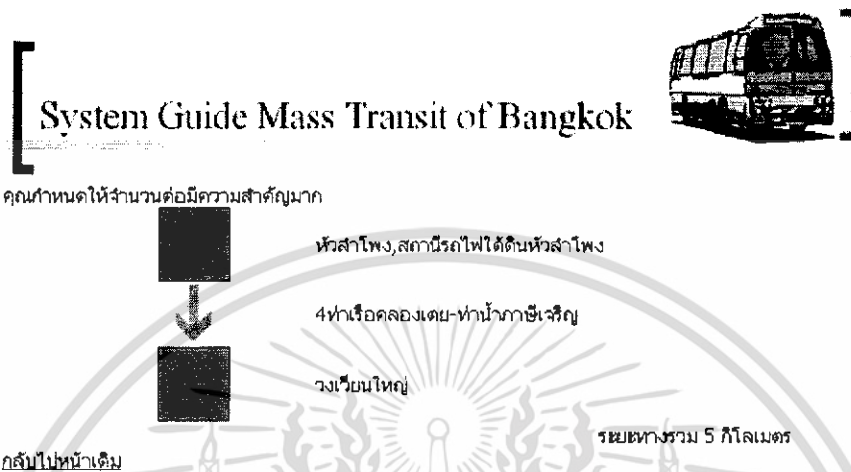 System Guide Mass Transit of Bangkok
คุณกำหนดให้จำนวนต่อมีความสำคัญมาก
หัวลำโพง,สถานีรถไฟใต้ดินหัวลำโพง
4ท่าเรือคลองเตย-ท่าน้ำภาษีเจริญ
วงเวียนใหญ่
ระยะทางรวม 5 กิโลเมตร
กลับไปหน้าเดิม